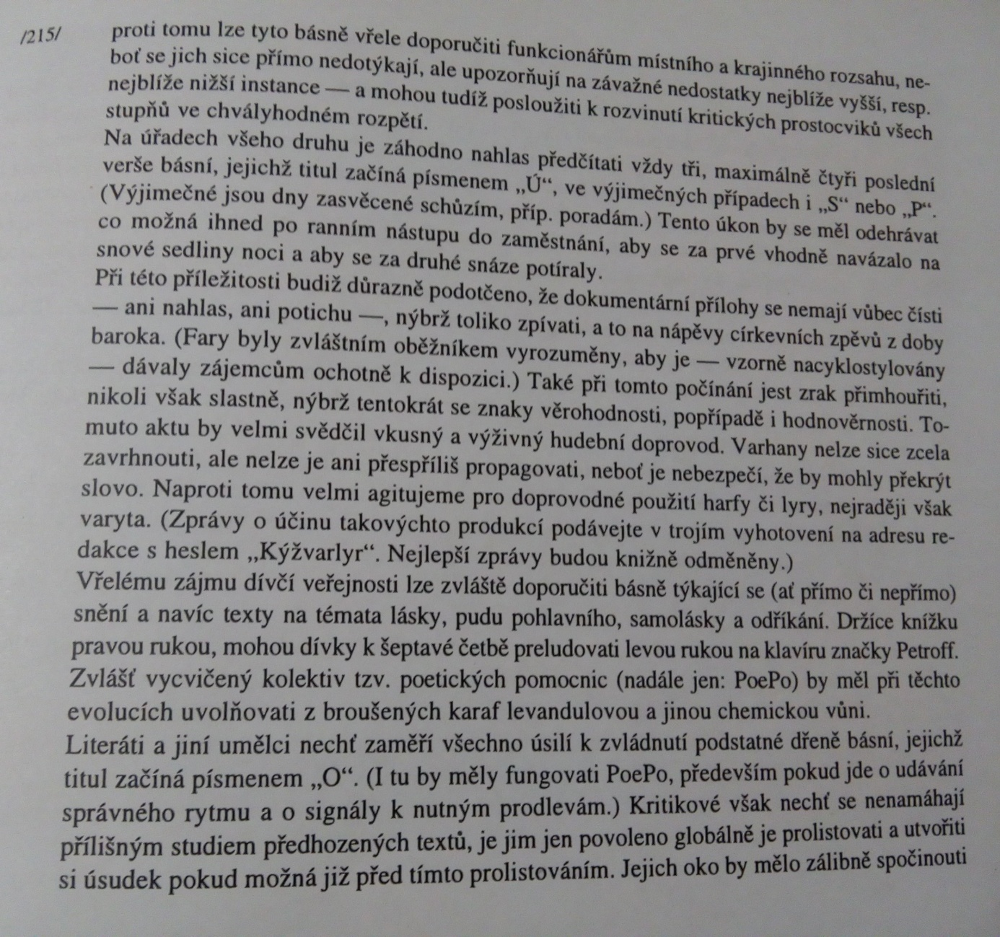 /215/ proti tomu lze tyto básně vřele doporučiti funkcionářům místního a krajinného rozsahu, ne-
boť se jich sice přímo nedotýkají, ale upozorňují na závažné nedostatky nejblíže vyšší, resp.
nejblíže nižší instance — a mohou tudíž posloužiti k rozvinutí kritických prostocviků všech
stupňů ve chvályhodném rozpětí.
Na úřadech všeho druhu je záhodno nahlas předčítati vždy tři, maximálně čtyři poslední
verše básní, jejichž titul začíná písmenem „Ú“, ve výjimečných případech i „S“ nebo „P“.
(Výjimečné jsou dny zasvěcené schůzím, příp. poradám.) Tento úkon by se měl odehrávat
co možná ihned po ranním nástupu do zaměstnání, aby se za prvé vhodně navázalo na
snové sedliny noci a aby se za druhé snáze potíraly.
Při této příležitosti budiž důrazně podotčeno, že dokumentární přílohy se nemají vůbec čísti
— ani nahlas, ani potichu —, nýbrž toliko zpívati, a to na nápěvy církevních zpěvů z doby
baroka. (Fary byly zvláštním oběžníkem vyrozuměny, aby je — vzorně nacyklostylovány
— dávaly zájemcům ochotně k dispozici.) Také při tomto počínání jest zrak přimhouřiti,
nikoli však slastně, nýbrž tentokrát se znaky věrohodnosti, popřípadě i hodnověrnosti. To-
muto aktu by velmi svědčil vkusný a výživný hudební doprovod. Varhany nelze sice zcela
zavrhnouti, ale nelze je ani přespříliš propagovati, neboť je nebezpečí, že by mohly překrýt
slovo. Naproti tomu velmi agitujeme pro doprovodné použití harfy či lyry, nejraději však
varyta. (Zprávy o účinu takovýchto produkcí podávejte v trojím vyhotovení na adresu re-
dakce s heslem „Kýžvarlyr“. Nejlepší zprávy budou knižně odměněny.)
Vřelému zájmu dívčí veřejnosti lze zvláště doporučiti básně týkající se (ať přímo či nepřímo)
snění a navíc texty na témata lásky, pudu pohlavního, samolásky a odříkání. Držíce knížku
pravou rukou, mohou dívky k šeptavé četbě preludovati levou rukou na klavíru značky Petroff.
Zvlášť vycvičený kolektiv tzv. poetických pomocnic (nadále jen: PoePo) by měl při těchto
evolucích uvolňovati z broušených karaf levandulovou a jinou chemickou vůni.
Literáti a jiní umělci nechť zaměří všechno úsilí k zvládnutí podstatné dřeně básní, jejichž
titul začíná písmenem „O“. (I tu by měly fungovati PoePo, především pokud jde o udávání
správného rytmu a o signály k nutným prodlevám.) Kritikové však nechť se nenamáhají
přílišným studiem předhozených textů, je jim jen povoleno globálně je prolistovati a utvořiti
si úsudek pokud možná již před tímto prolistováním. Jejich oko by mělo zálibně spočinouti